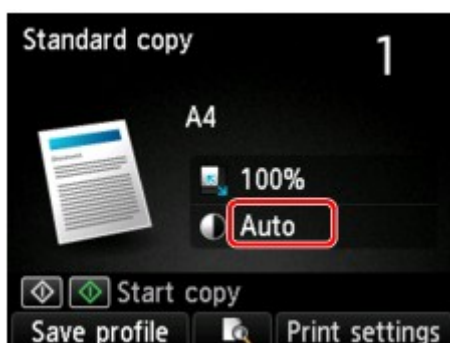 Standard copy
1
A4
100%
Auto
Start copy
Save profile
Print settings